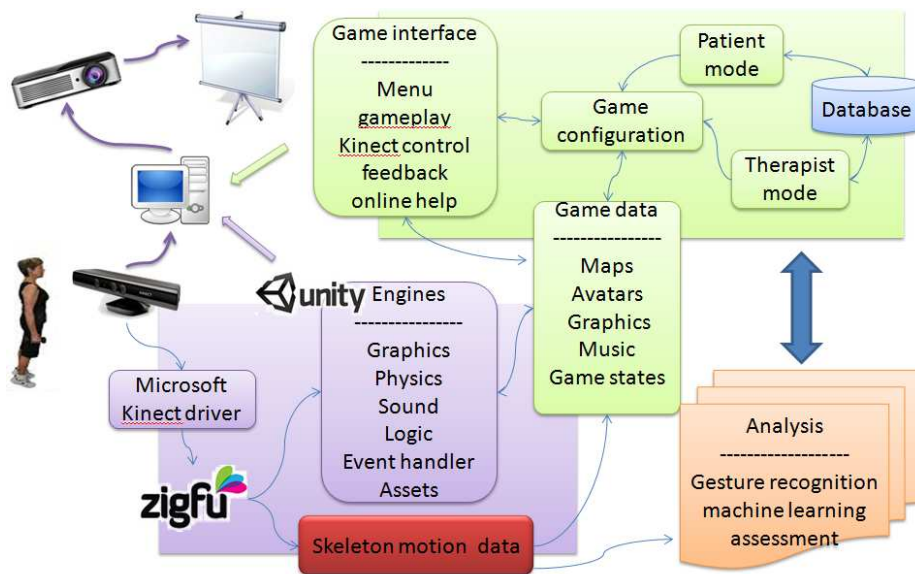 Game interface
-------------
Menu
gameplay
Kinect control
feedback
online help
Patient
mode
Game
configuration
Database
Therapist
mode
Game data
----------------
Maps
Avatars
Graphics
Music
Game states
KINECT
unity
Engines
----------------
Graphics
Physics
Sound
Logic
Event handler
Assets
Microsoft
Kinect driver
zigfu
Skeleton motion data
Analysis
-------------------
Gesture recognition
machine learning
assessment